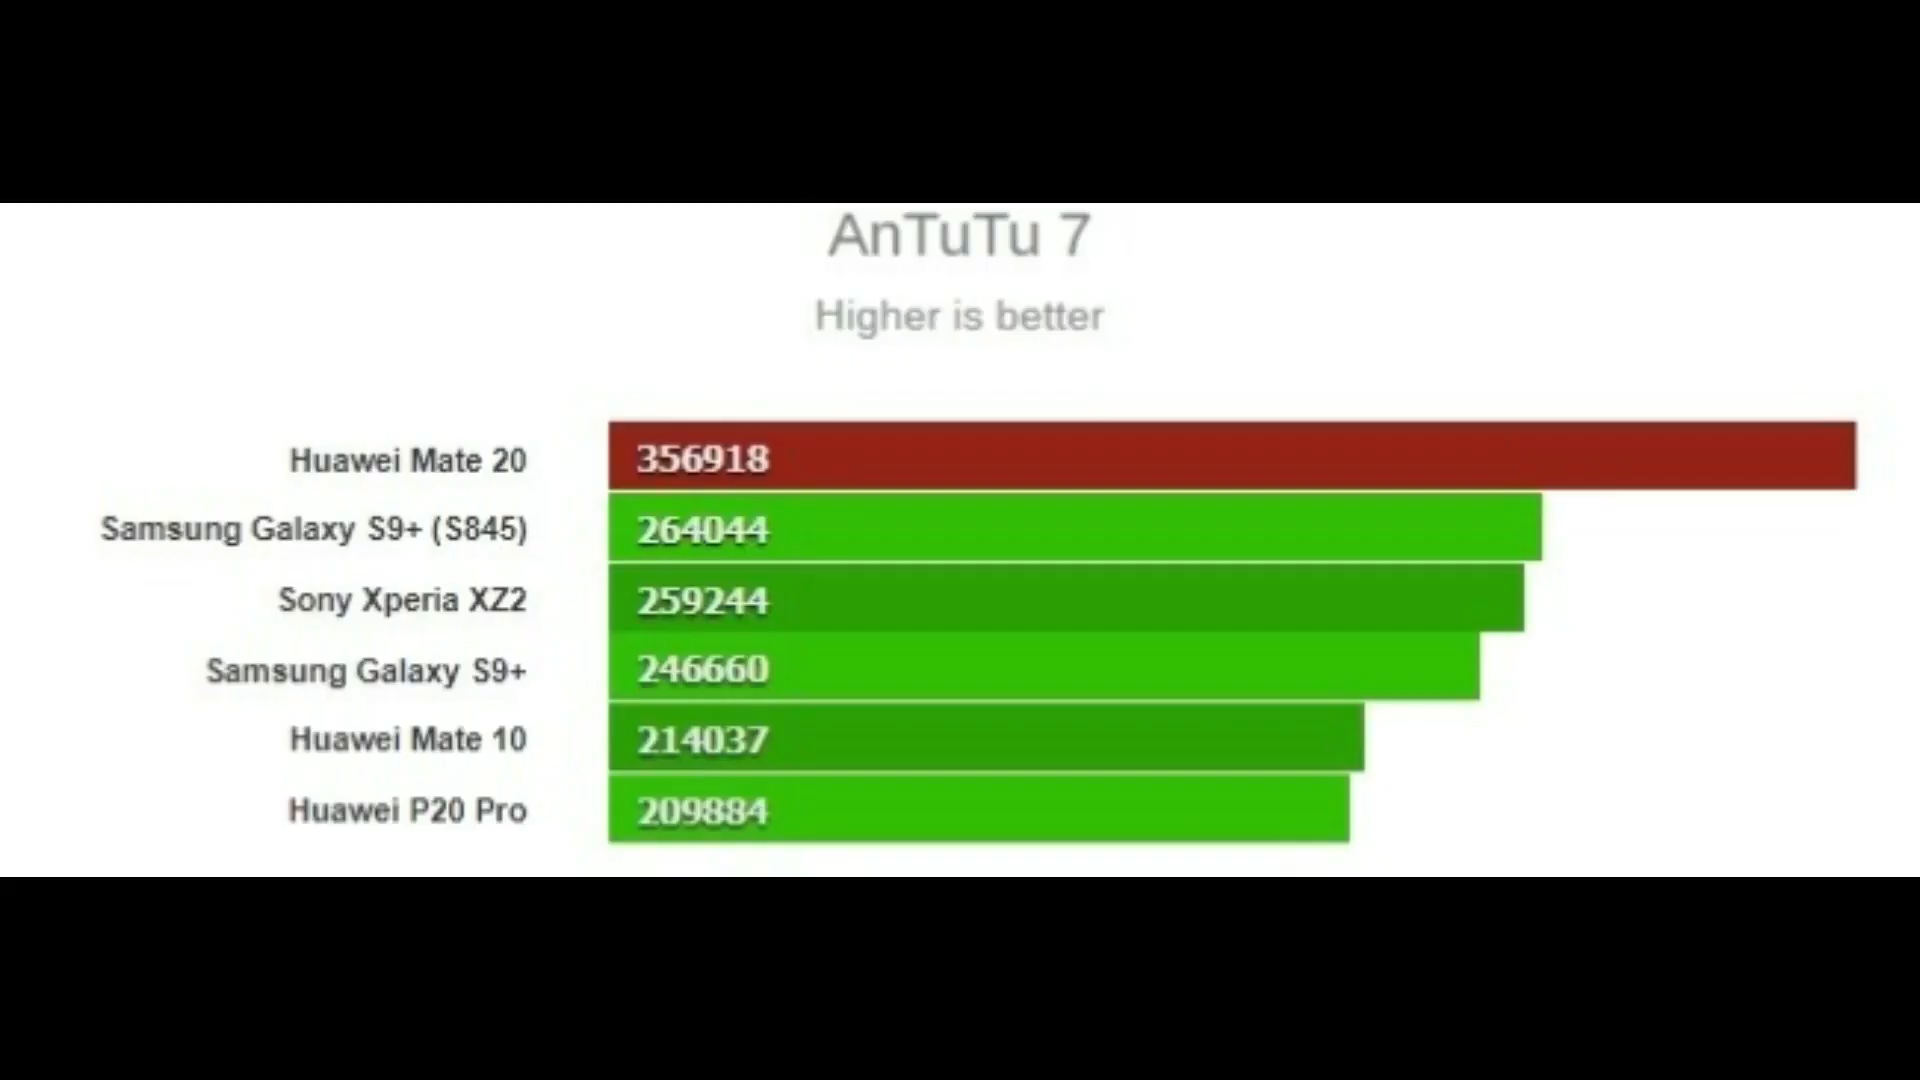 AnTuTu 7
Higher is better
Huawei Mate 20 356918
Samsung Galaxy S9+ (S845) 264044
Sony Xperia XZ2 259244
Samsung Galaxy S9+ 246660
Huawei Mate 10 214037
Huawei P20 Pro 209884